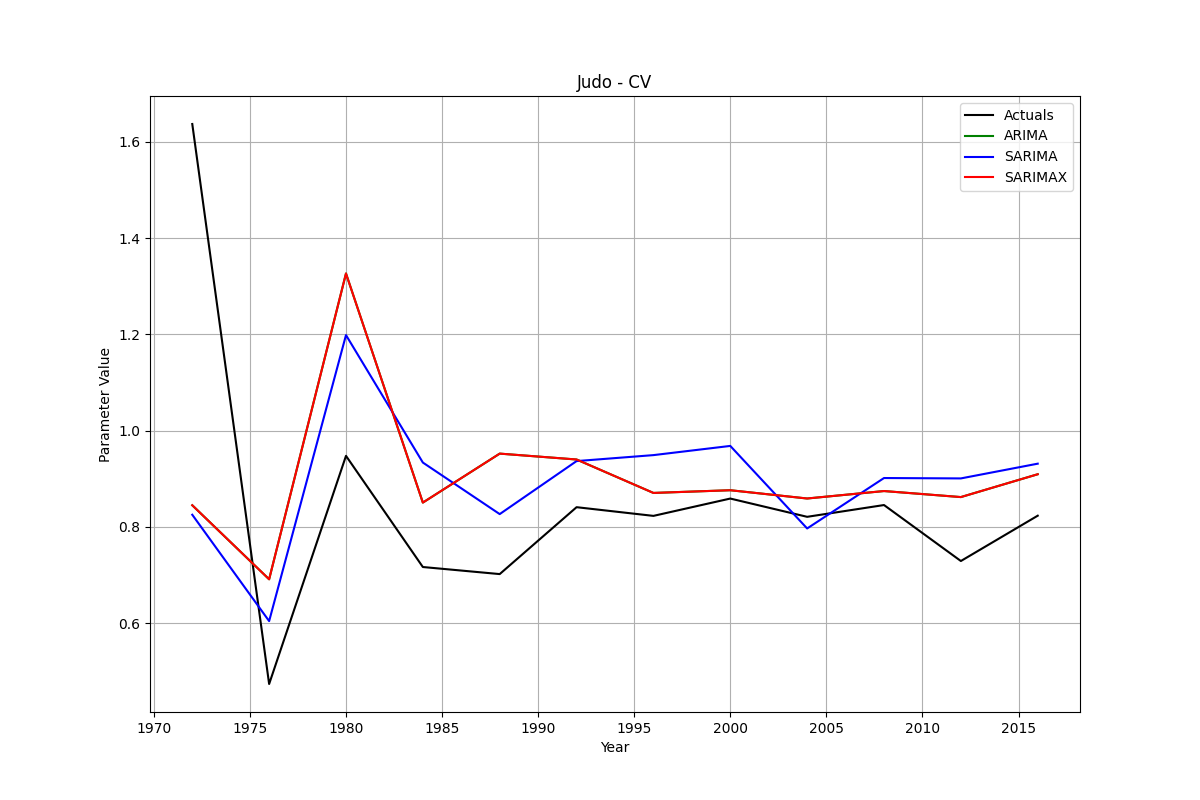 Judo - CV
Actuals
ARIMA
SARIMA
SARIMAX
Parameter Value
1.6
1.4
1.2
1.0
0.8
0.6
1970 1975 1980 1985 1990 1995 2000 2005 2010 2015
Year